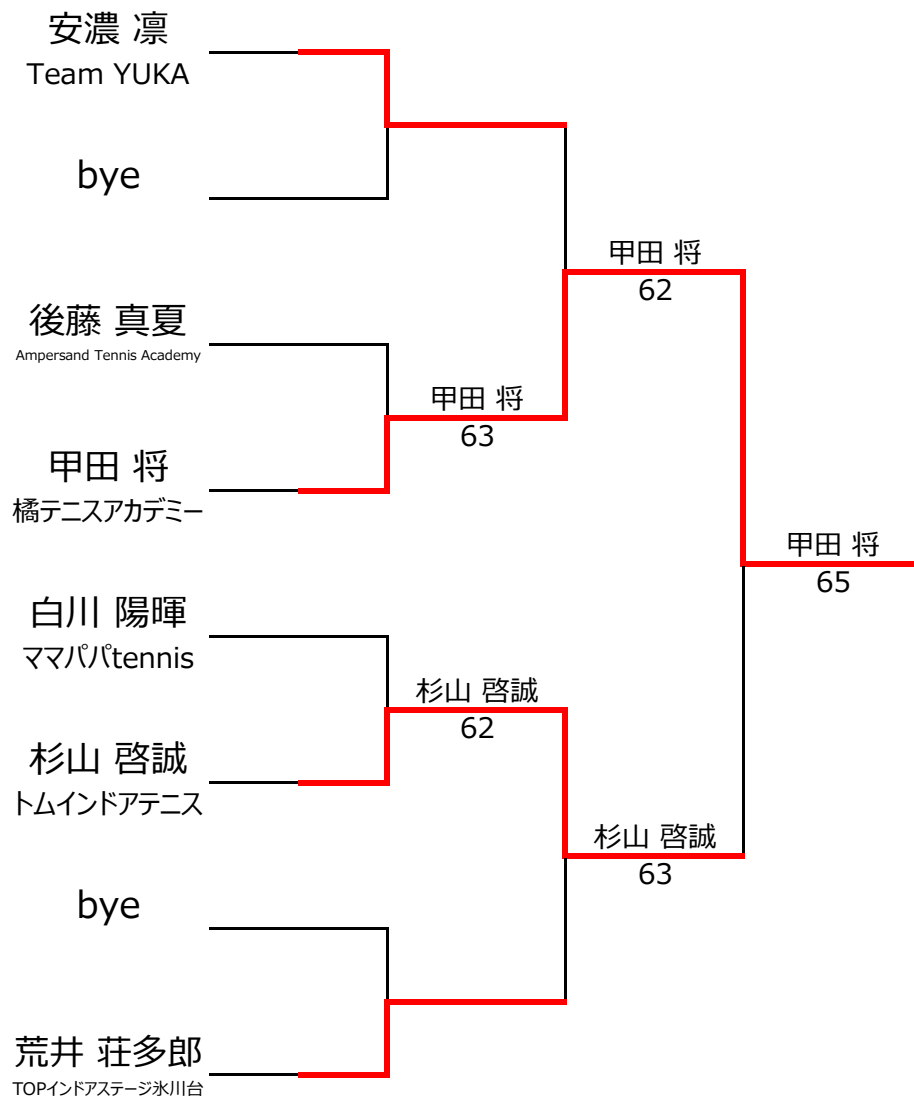 安濃 凛
Team YUKA
bye
甲田 将
62
後藤 真夏
Ampersand Tennis Academy
甲田 将
63
甲田 将
橘テニスアカデミー
甲田 将
65
白川 陽暉
ママパパtennis
杉山 啓誠
62
杉山 啓誠
トムインドアテニス
杉山 啓誠
63
bye
荒井 荘多郎
TOPインドアステージ氷川台